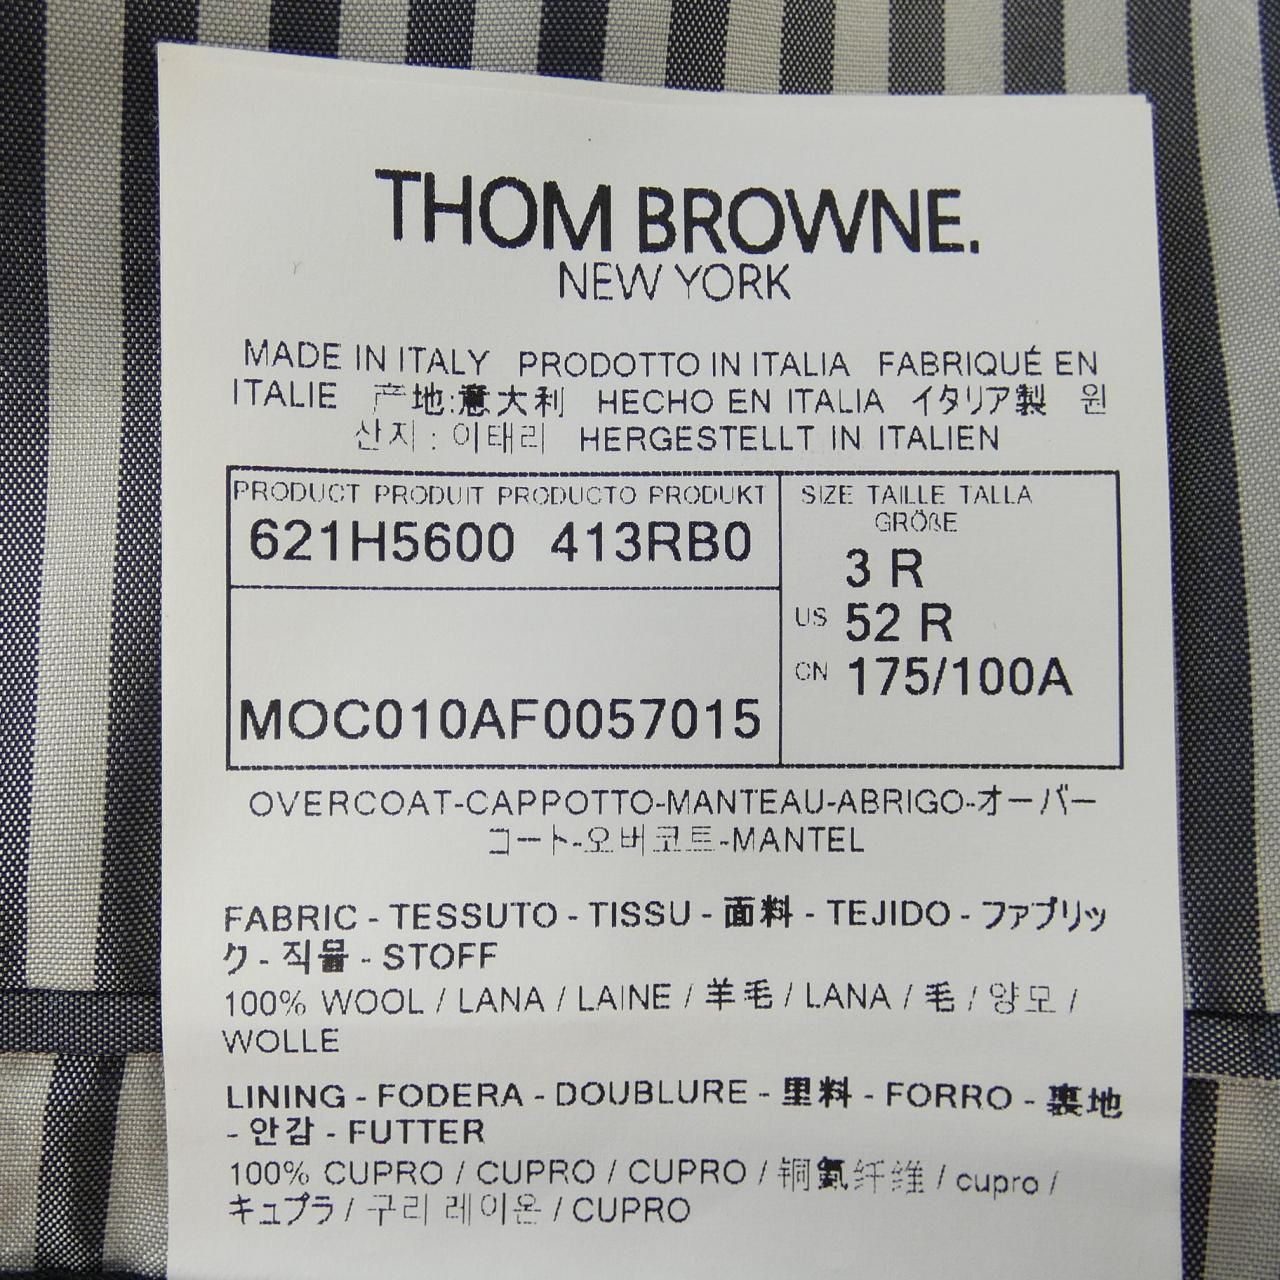 THOM BROWNE.
NEW YORK
MADE IN ITALY PRODOTTO IN ITALIA FABRIQUÉ EN
ITALIE 产地:意大利 HECHO EN ITALIA イタリア製 원
산지 : 이태리 HERGESTELLT IN ITALIEN
PRODUCT PRODUIT PRODUCTO PRODUKT
621H5600 413RB0
MOC010AF0057015
SIZE TAILLE TALLA
GRÖßE
3 R
US 52 R
CN 175/100A
OVERCOAT-CAPPOTTO-MANTEAU-ABRIGO-オーバー
コート-오버코트-MANTEL
FABRIC - TESSUTO - TISSU - 面料 - TEJIDO - ファブリッ
ク - 직물 - STOFF
100% WOOL / LANA / LAINE / 羊毛 / LANA / 毛 / 양모 /
WOLLE
LINING - FODERA - DOUBLURE - 里料 - FORRO - 裏地
- 안감 - FUTTER
100% CUPRO / CUPRO / CUPRO / 铜氨纤维 / cupro /
キュプラ / 구리 레이온 / CUPRO